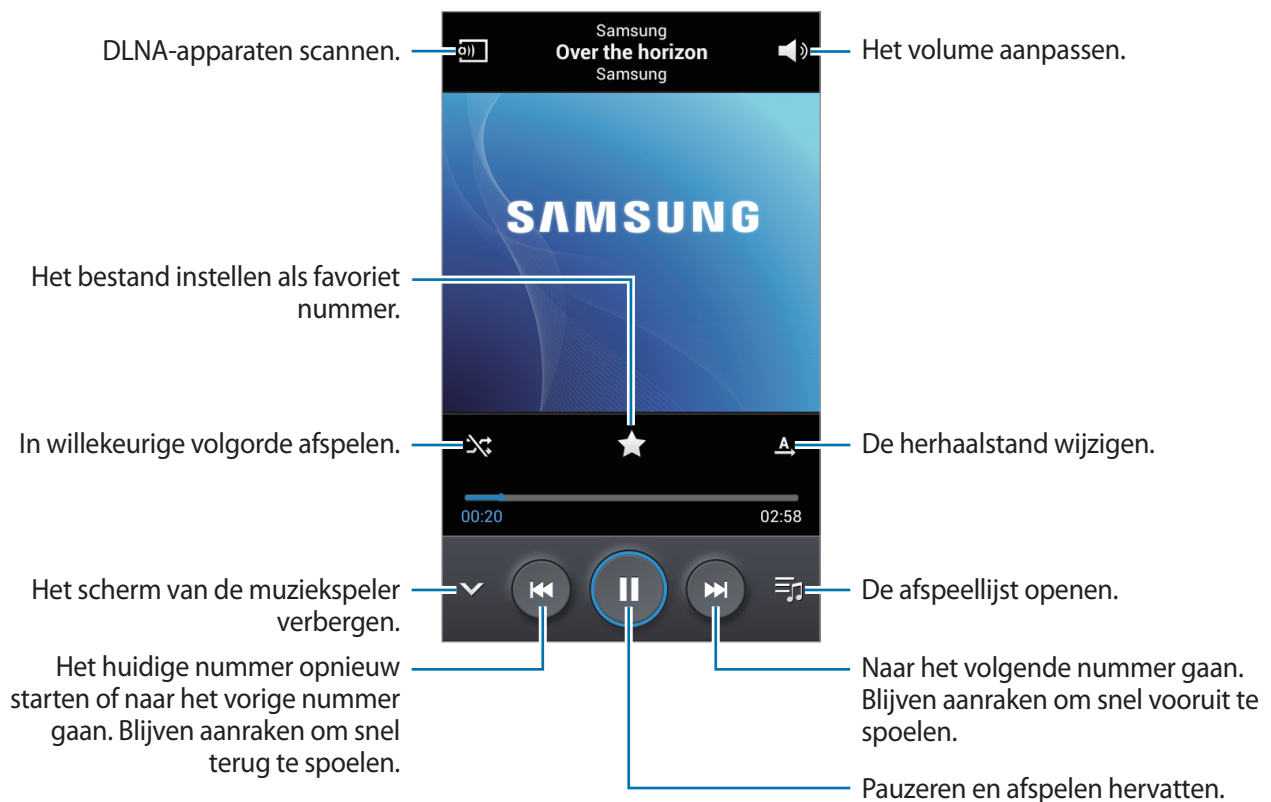 DLNA-apparaten scannen.
Samsung
Over the horizon
Samsung
Het volume aanpassen.
SAMSUNG
Het bestand instellen als favoriet
nummer.
In willekeurige volgorde afspelen.
A
De herhaalstand wijzigen.
00:20
02:58
Het scherm van de muziekspeler
verbergen.
De afspeellijst openen.
Het huidige nummer opnieuw
starten of naar het vorige nummer
gaan. Blijven aanraken om snel
terug te spoelen.
Naar het volgende nummer gaan.
Blijven aanraken om snel vooruit te
spoelen.
Pauzeren en afspelen hervatten.